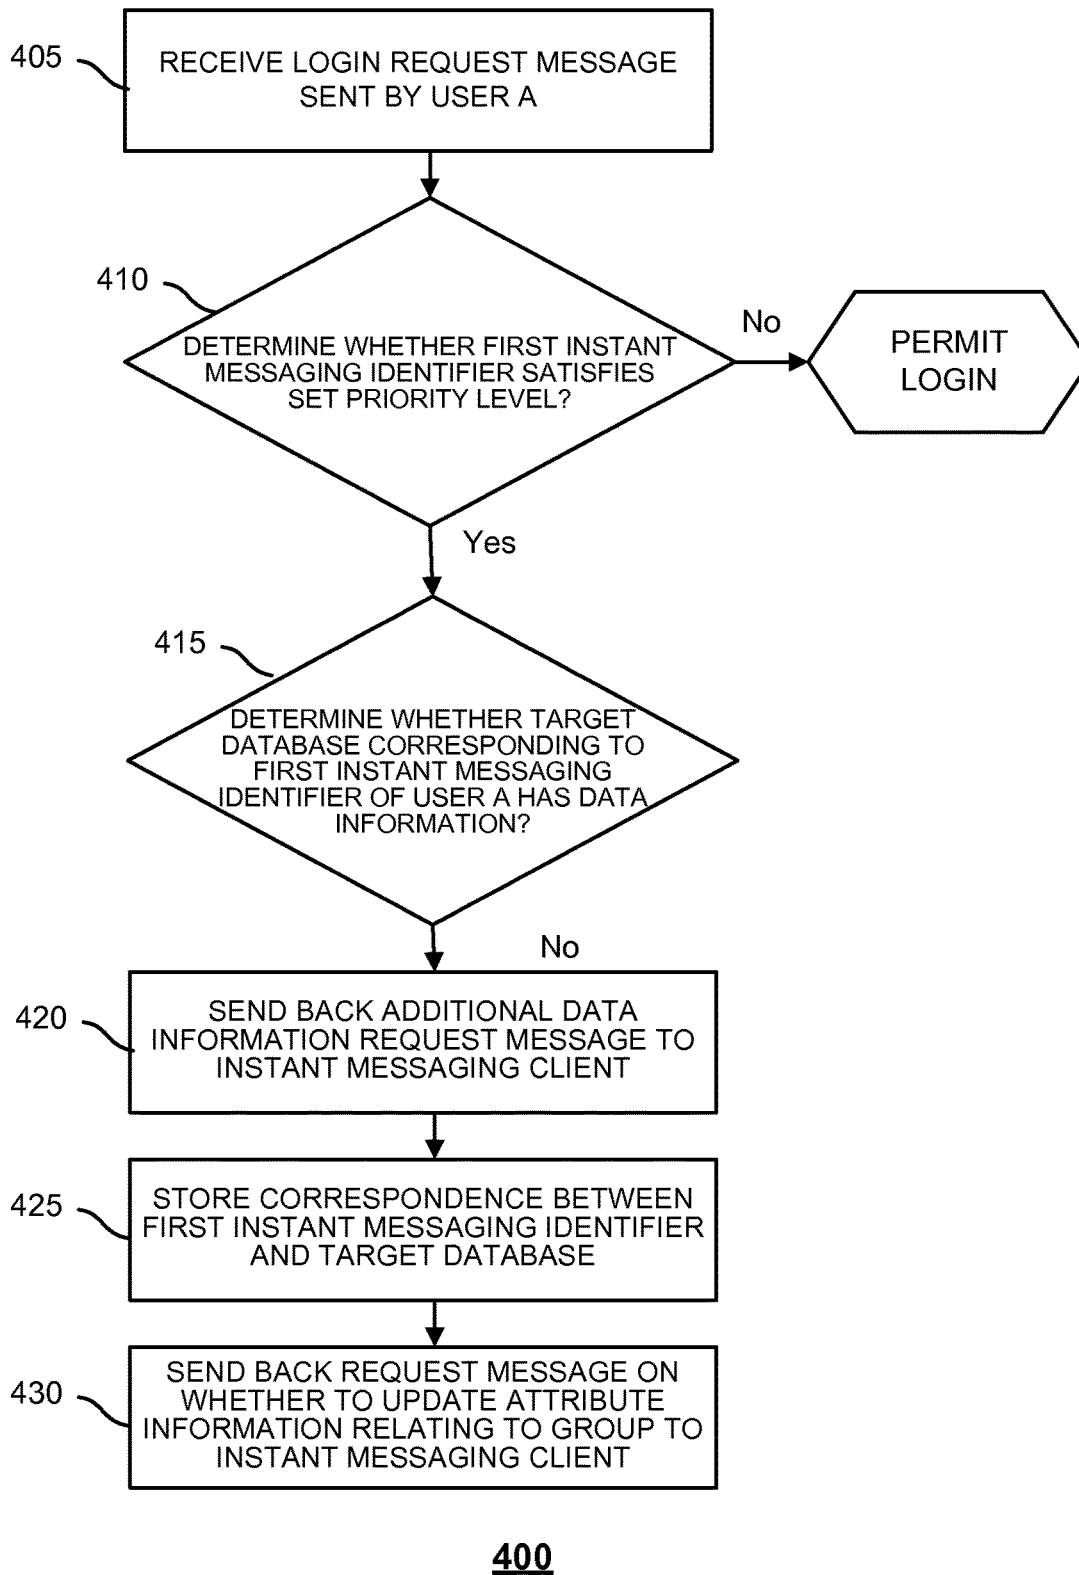 405
RECEIVE LOGIN REQUEST MESSAGE
SENT BY USER A
410
DETERMINE WHETHER FIRST INSTANT
MESSAGING IDENTIFIER SATISFIES
SET PRIORITY LEVEL?
No
PERMIT
LOGIN
Yes
415
DETERMINE WHETHER TARGET
DATABASE CORRESPONDING TO
FIRST INSTANT MESSAGING
IDENTIFIER OF USER A HAS DATA
INFORMATION?
No
420
SEND BACK ADDITIONAL DATA
INFORMATION REQUEST MESSAGE TO
INSTANT MESSAGING CLIENT
425
STORE CORRESPONDENCE BETWEEN
FIRST INSTANT MESSAGING IDENTIFIER
AND TARGET DATABASE
430
SEND BACK REQUEST MESSAGE ON
WHETHER TO UPDATE ATTRIBUTE
INFORMATION RELATING TO GROUP TO
INSTANT MESSAGING CLIENT
400